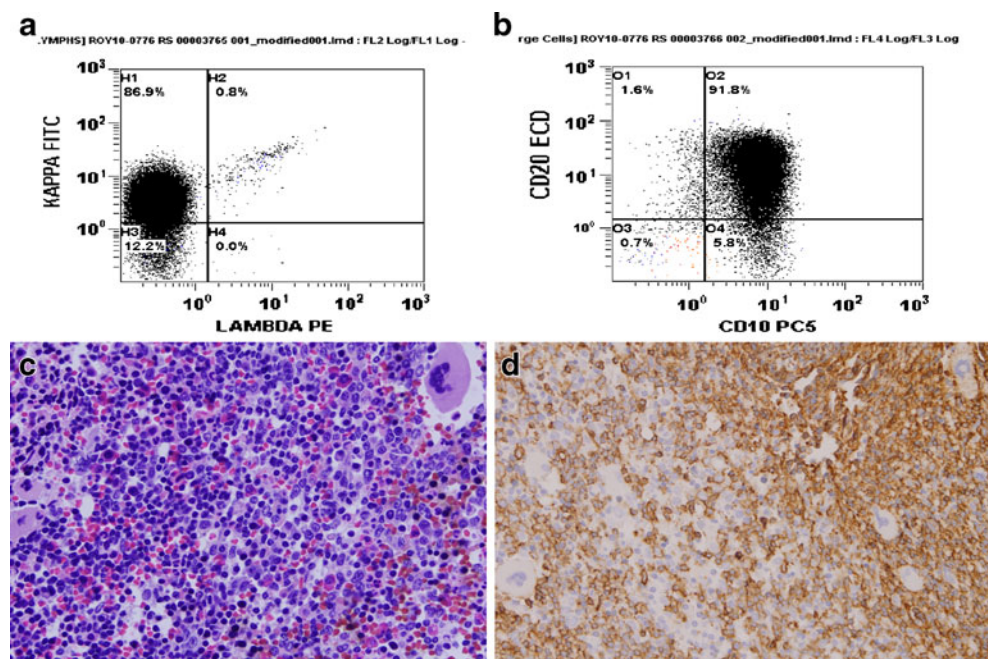 a
.YMPHS] ROY10-0776 RS 00003765 001_modified001.lmd : FL2 Log/FL1 Log -
10³
10²
10¹
10⁰
KAPPA FITC
H1
86.9%
H2
0.8%
H3
12.2%
H4
0.0%
10⁰ 10¹ 10² 10³
LAMBDA PE
b
rge Cells] ROY10-0776 RS 00003766 002_modified001.lmd : FL4 Log/FL3 Log
10³
10²
10¹
10⁰
CD20 ECD
O1
1.6%
O2
91.8%
O3
0.7%
O4
5.8%
10⁰ 10¹ 10² 10³
CD10 PC5
c
d